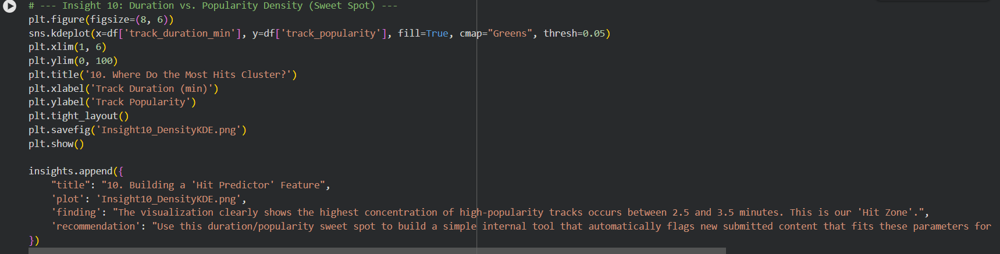 # --- Insight 10: Duration vs. Popularity Density (Sweet Spot) ---
plt.figure(figsize=(8, 6))
sns.kdeplot(x=df['track_duration_min'], y=df['track_popularity'], fill=True, cmap="Greens", thresh=0.05)
plt.xlim(1, 6)
plt.ylim(0, 100)
plt.title('10. Where Do the Most Hits Cluster?')
plt.xlabel('Track Duration (min)')
plt.ylabel('Track Popularity')
plt.tight_layout()
plt.savefig('Insight10_DensityKDE.png')
plt.show()

insights.append({
    "title": "10. Building a 'Hit Predictor' Feature",
    'plot': 'Insight10_DensityKDE.png',
    'finding': "The visualization clearly shows the highest concentration of high-popularity tracks occurs between 2.5 and 3.5 minutes. This is our 'Hit Zone'.",
    'recommendation': "Use this duration/popularity sweet spot to build a simple internal tool that automatically flags new submitted content that fits these parameters for
})